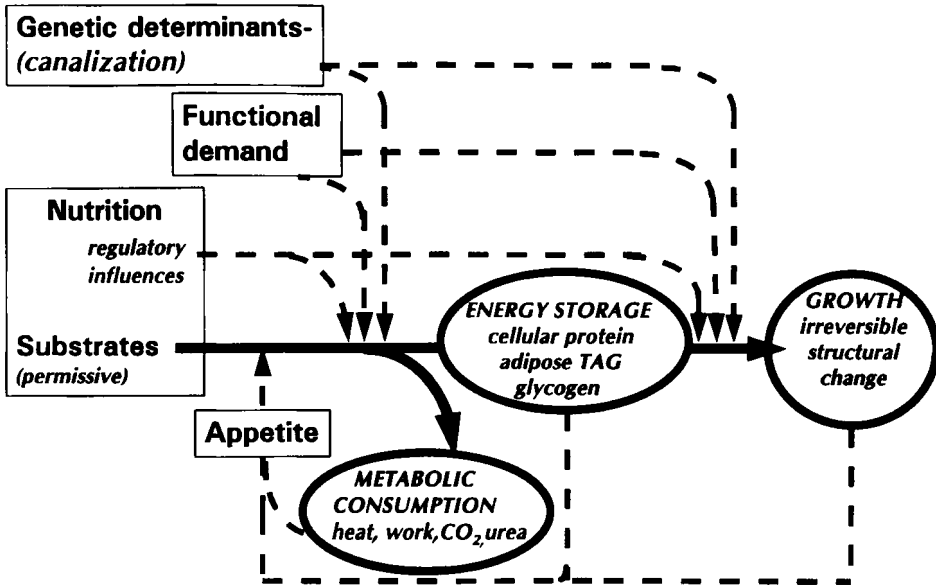 Genetic determinants-
(canalization)
Functional
demand
Nutrition
regulatory
influences
Substrates
(permissive)
ENERGY STORAGE
cellular protein
adipose TAG
glycogen
GROWTH
irreversible
structural
change
Appetite
METABOLIC
CONSUMPTION
heat, work,CO2,urea